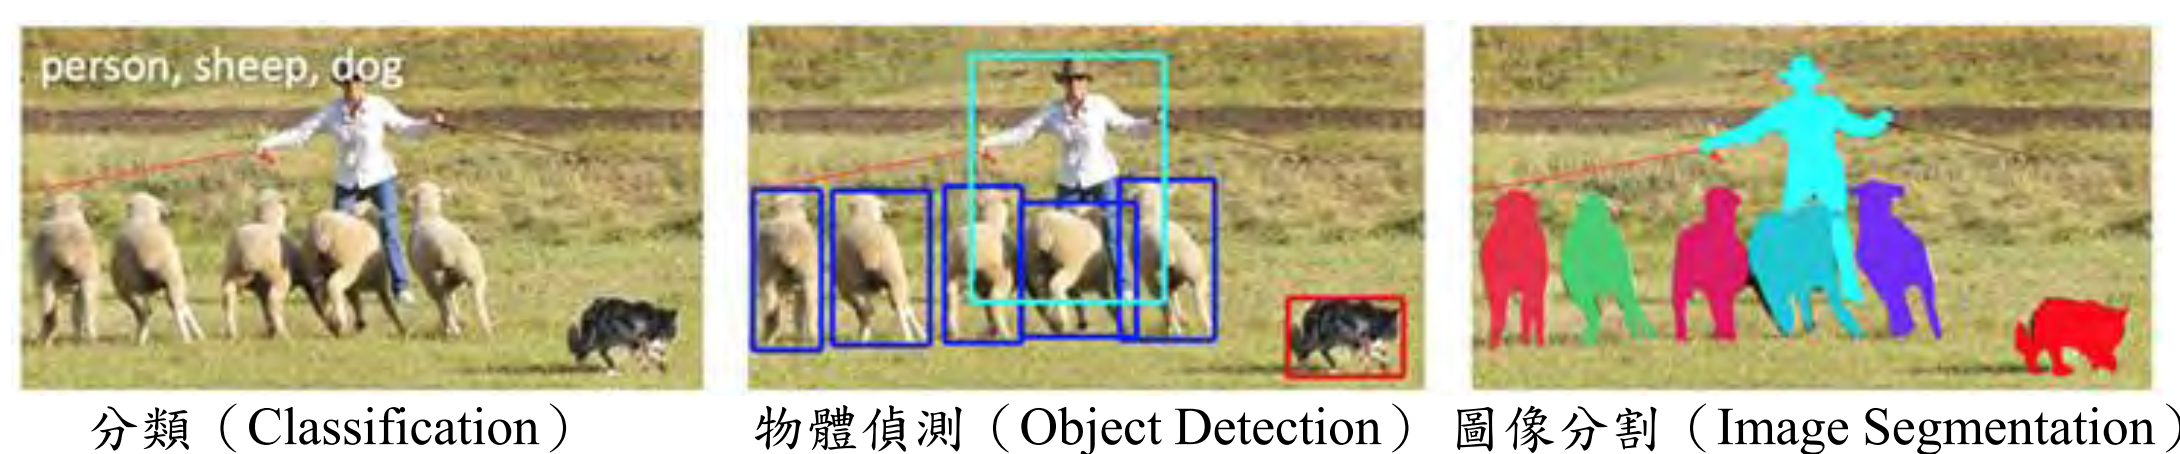 person, sheep, dog
分類（Classification）
物體偵測（Object Detection）
圖像分割（Image Segmentation）